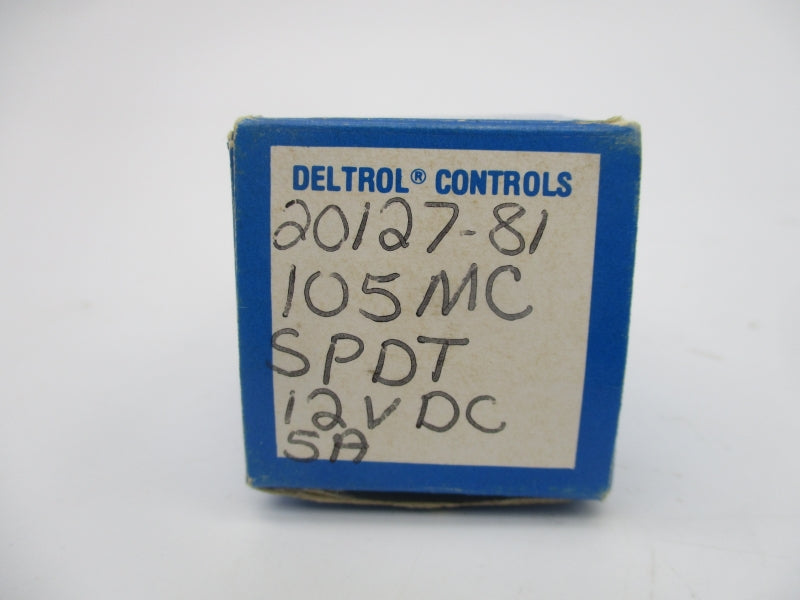 DELTROL® CONTROLS
20127-81
105MC
SPDT
12VDC
5A